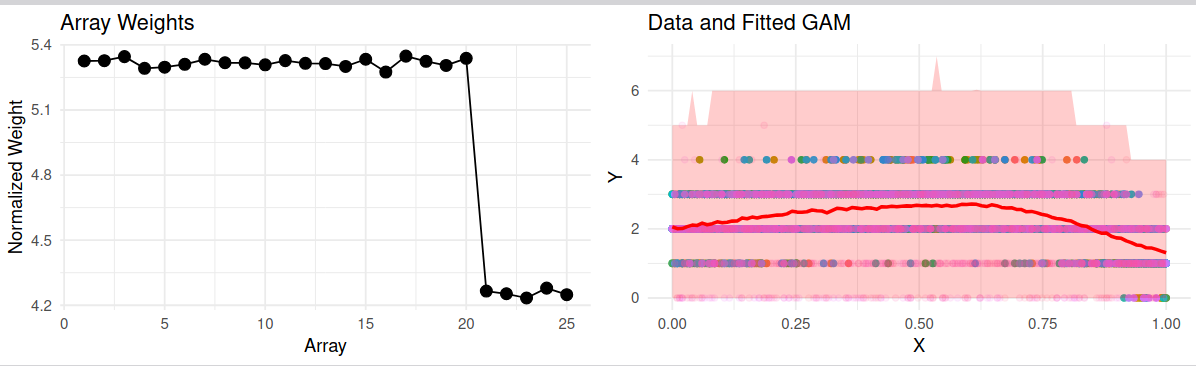 Array Weights
Normalized Weight
5.4
5.1
4.8
4.5
4.2
0 5 10 15 20 25
Array
Data and Fitted GAM
Y
6
4
2
0
0.00 0.25 0.50 0.75 1.00
X